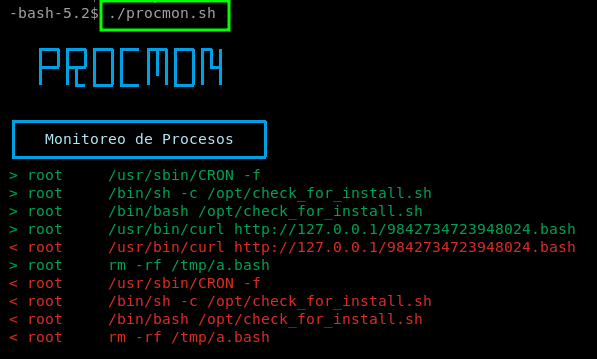 -bash-5.2$ ./procmon.sh
PROCMON
Monitoreo de Procesos
> root     /usr/sbin/CRON -f
> root     /bin/sh -c /opt/check_for_install.sh
> root     /bin/bash /opt/check_for_install.sh
> root     /usr/bin/curl http://127.0.0.1/9842734723948024.bash
< root     /usr/bin/curl http://127.0.0.1/9842734723948024.bash
> root     rm -rf /tmp/a.bash
< root     /usr/sbin/CRON -f
< root     /bin/sh -c /opt/check_for_install.sh
< root     /bin/bash /opt/check_for_install.sh
< root     rm -rf /tmp/a.bash